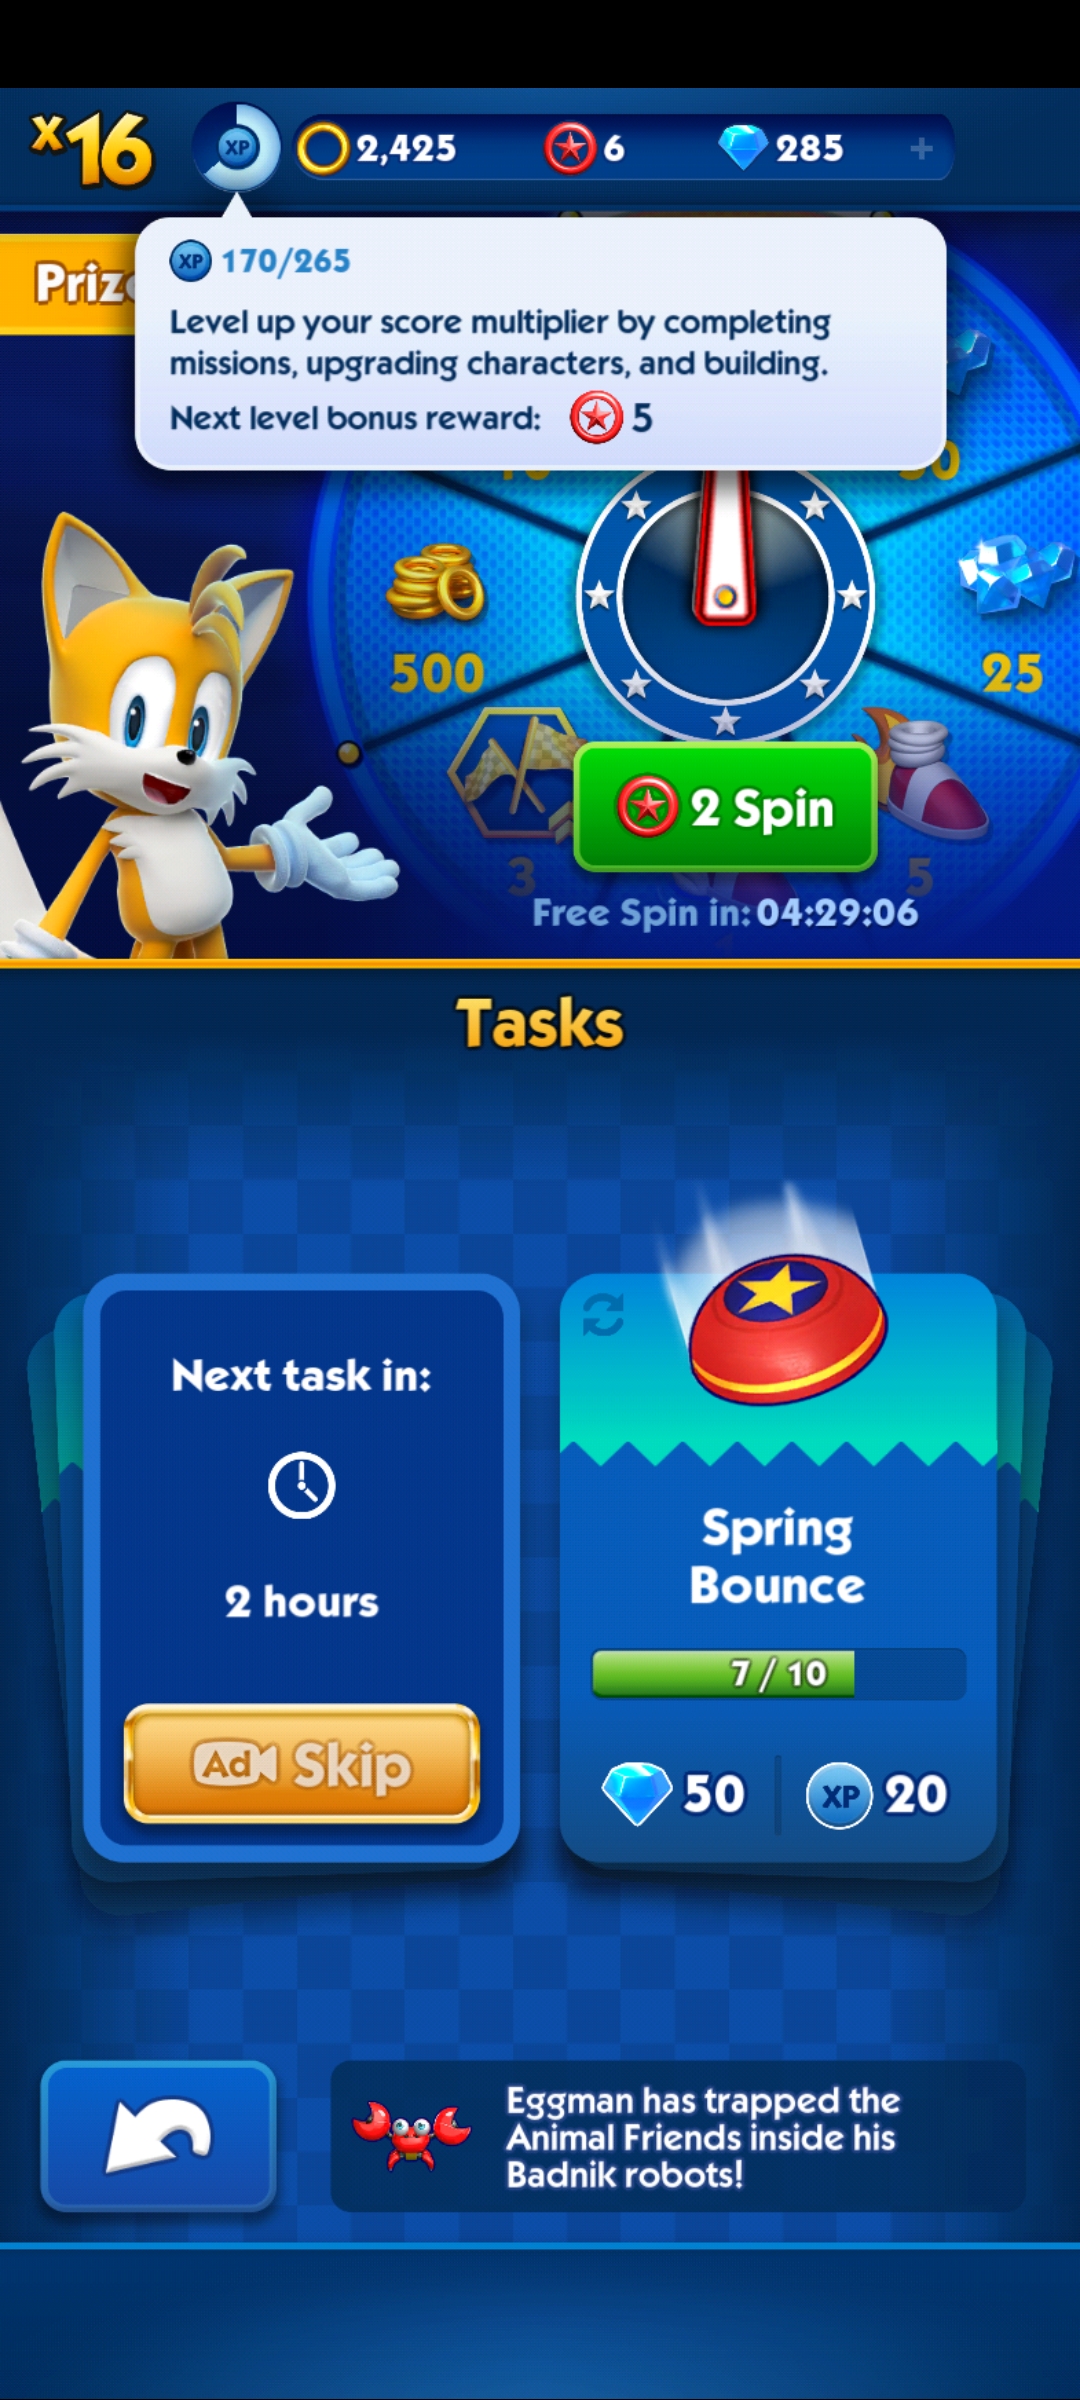 x16
XP
2,425
6
285
+
XP 170/265
Level up your score multiplier by completing
missions, upgrading characters, and building.
Next level bonus reward: 5
500
25
3
5
2 Spin
Free Spin in: 04:29:06
Tasks
Next task in:
2 hours
Ad Skip
Spring
Bounce
7 / 10
50
XP 20
Eggman has trapped the
Animal Friends inside his
Badnik robots!